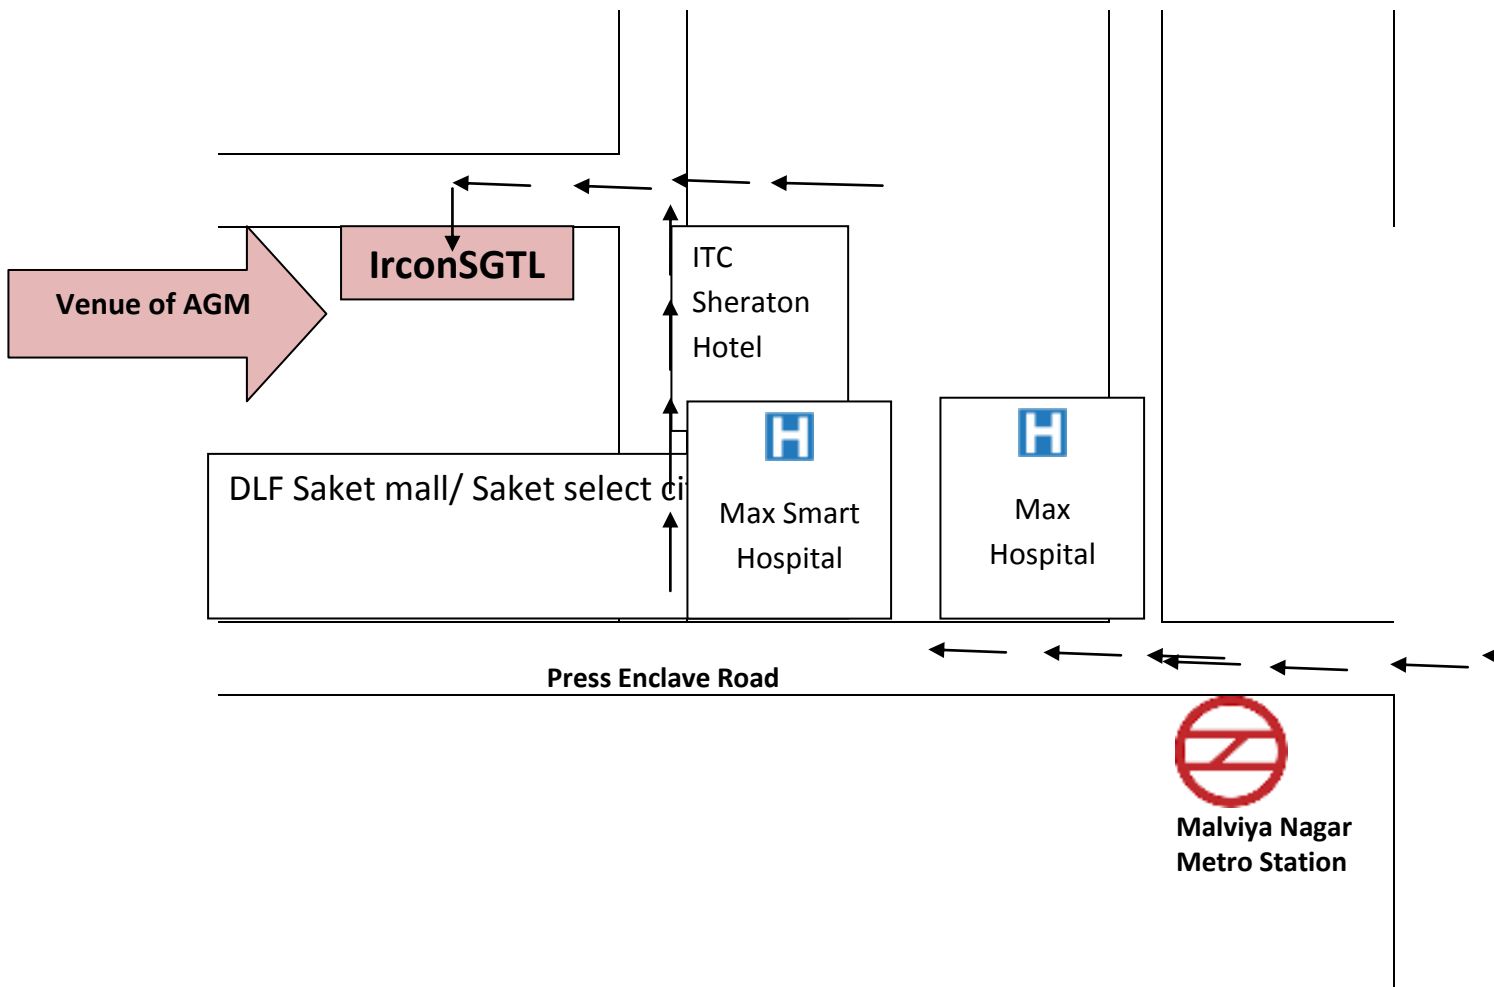 IrconSGTL
Venue of AGM
ITC
Sheraton
Hotel
DLF Saket mall/ Saket select ci
H
Max Smart
Hospital
H
Max
Hospital
Press Enclave Road
Malviya Nagar
Metro Station